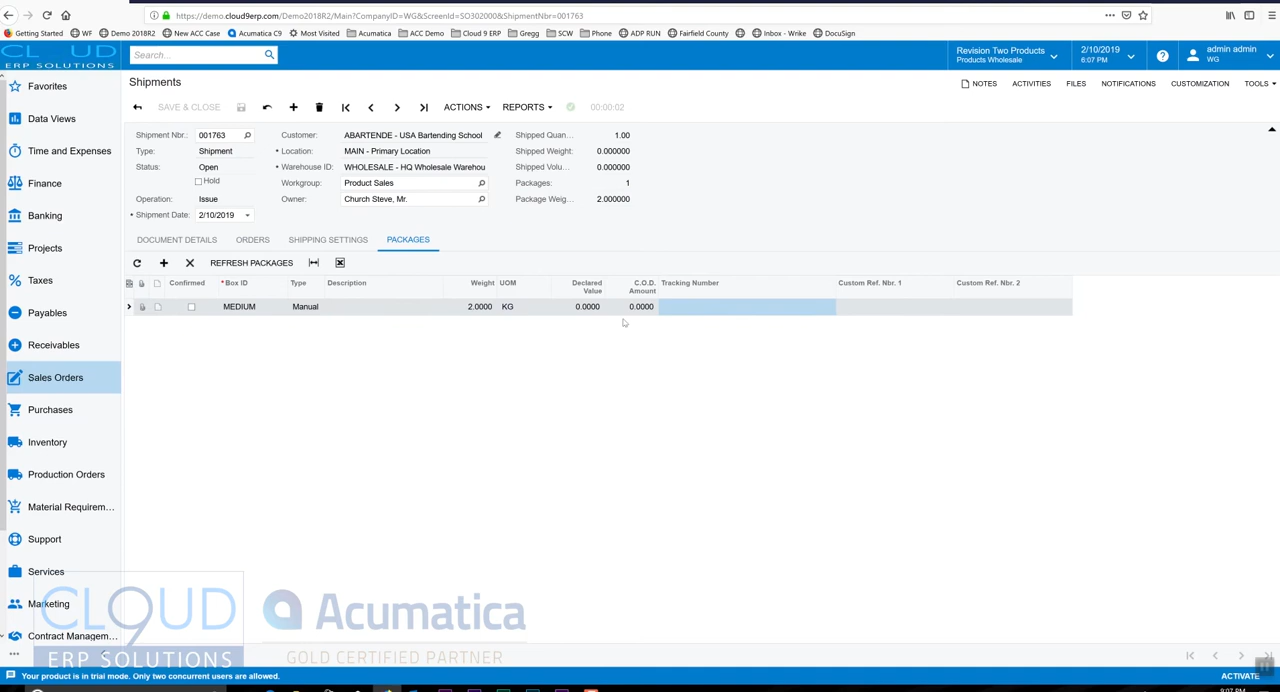 https://demo.cloud9erp.com/Demo2018R2/Main?CompanyID=WG&ScreenId=SO302000&ShipmentNbr=001763
Getting Started WF Demo 2018R2 New ACC Case Acumatica C9 Most Visited Acumatica ACC Demo Cloud 9 ERP Gregg SCW Phone ADP RUN Fairfield County Inbox - Wrike DocuSign
CLOUD
ERP SOLUTIONS
Search...
Revision Two Products
Products Wholesale
2/10/2019
6:07 PM
admin admin
WG
Shipments
NOTES ACTIVITIES FILES NOTIFICATIONS CUSTOMIZATION TOOLS
SAVE & CLOSE ACTIONS REPORTS 00:00:02
Shipment Nbr.: 001763 Customer: ABARTENDE - USA Bartending School Shipped Quan... 1.00
Type: Shipment • Location: MAIN - Primary Location Shipped Weight: 0.000000
Status: Open • Warehouse ID: WHOLESALE - HQ Wholesale Warehou Shipped Volu... 0.000000
Hold Workgroup: Product Sales Packages: 1
Operation: Issue Owner: Church Steve, Mr. Package Weig... 2.000000
• Shipment Date: 2/10/2019
DOCUMENT DETAILS ORDERS SHIPPING SETTINGS PACKAGES
REFRESH PACKAGES
Confirmed * Box ID Type Description Weight UOM Declared Value C.O.D. Amount Tracking Number Custom Ref. Nbr. 1 Custom Ref. Nbr. 2
MEDIUM Manual 2.0000 KG 0.0000 0.0000
Favorites
Data Views
Time and Expenses
Finance
Banking
Projects
Taxes
Payables
Receivables
Sales Orders
Purchases
Inventory
Production Orders
Material Requirem...
Support
Services
Marketing
Contract Managem...
CL9UD
ERP SOLUTIONS
Acumatica
GOLD CERTIFIED PARTNER
Your product is in trial mode. Only two concurrent users are allowed.
ACTIVATE
9:07 PM